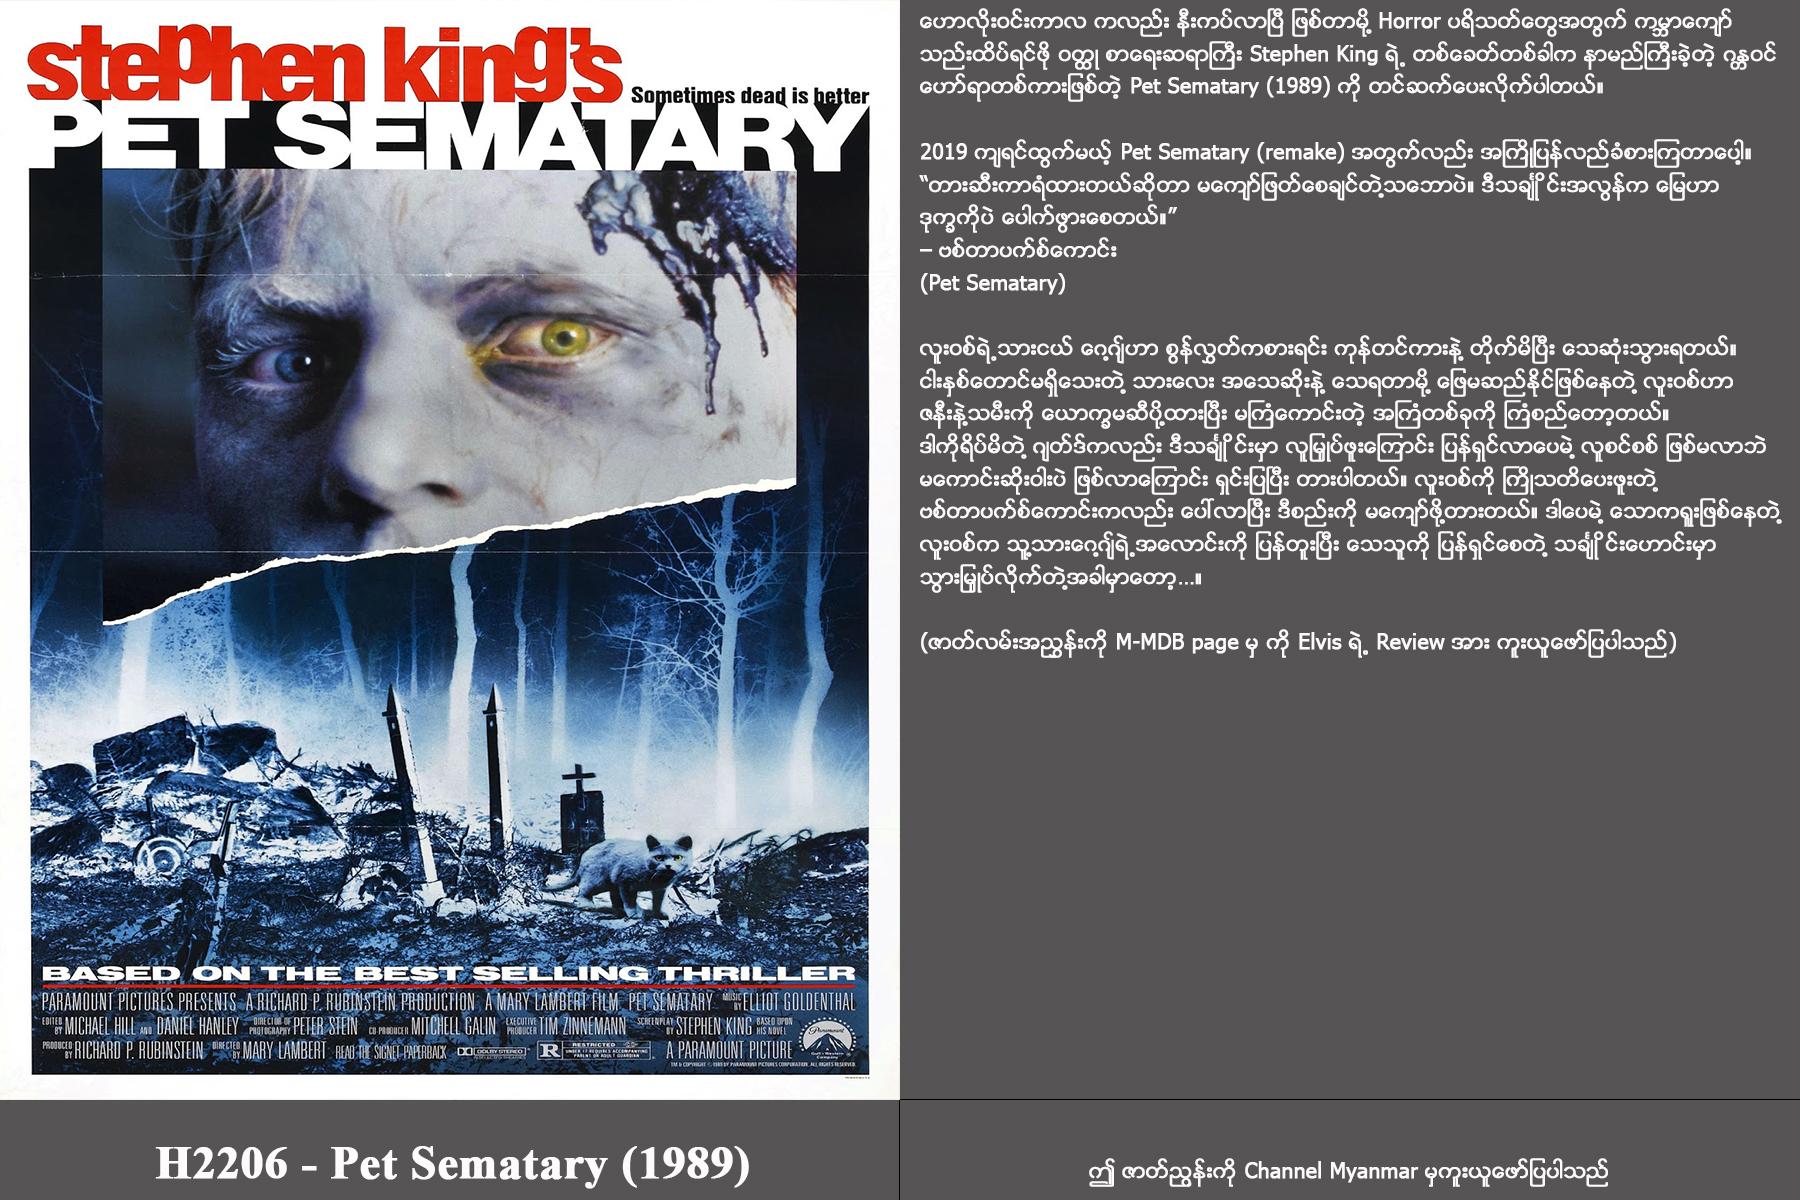 stephen king's
Sometimes dead is better
PET SEMATARY
BASED ON THE BEST SELLING THRILLER
PARAMOUNT PICTURES PRESENTS A RICHARD P. RUBINSTEIN PRODUCTION A MARY LAMBERT FILM PET SEMATARY MUSIC BY ELLIOT GOLDENTHAL
EDITED BY MICHAEL HILL AND DANIEL HANLEY DIRECTOR OF PHOTOGRAPHY PETER STEIN CO-PRODUCER MITCHELL GALIN EXECUTIVE PRODUCER TIM ZINNEMANN SCREENPLAY BY STEPHEN KING BASED UPON HIS NOVEL
PRODUCED BY RICHARD P. RUBINSTEIN DIRECTED BY MARY LAMBERT READ THE SIGNET PAPERBACK DOLBY STEREO R RESTRICTED UNDER 17 REQUIRES ACCOMPANYING PARENT OR ADULT GUARDIAN A PARAMOUNT PICTURE
Paramount
Gulf+Western Company
TM & COPYRIGHT © 1989 BY PARAMOUNT PICTURES CORPORATION. ALL RIGHTS RESERVED.
H2206 - Pet Sematary (1989)
ဟောလိုးဝင်းကာလ ကလည်း နီးကပ်လာပြီ ဖြစ်တာမို့ Horror ပရိသတ်တွေအတွက် ကမ္ဘာကျော်
သည်းထိပ်ရင်ဖို ဝတ္ထု စာရေးဆရာကြီး Stephen King ရဲ့ တစ်ခေတ်တစ်ခါက နာမည်ကြီးခဲ့တဲ့ ဂန္တဝင်
ဟော်ရာတစ်ကားဖြစ်တဲ့ Pet Sematary (1989) ကို တင်ဆက်ပေးလိုက်ပါတယ်။
2019 ကျရင်ထွက်မယ့် Pet Sematary (remake) အတွက်လည်း အကြိုပြန်လည်ခံစားကြတာပေါ့။
“တားဆီးကာရံထားတယ်ဆိုတာ မကျော်ဖြတ်စေချင်တဲ့သဘောပဲ။ ဒီသင်္ချိုင်းအလွန်က မြေဟာ
ဒုက္ခကိုပဲ ပေါက်ဖွားစေတယ်။”
– ဗစ်တာပက်စ်ကောင်း
(Pet Sematary)
လူးဝစ်ရဲ့သားငယ် ဂေ့ဂျ်ဟာ စွန်လွှတ်ကစားရင်း ကုန်တင်ကားနဲ့ တိုက်မိပြီး သေဆုံးသွားရတယ်။
ငါးနှစ်တောင်မရှိသေးတဲ့ သားလေး အသေဆိုးနဲ့ သေရတာမို့ ဖြေမဆည်နိုင်ဖြစ်နေတဲ့ လူးဝစ်ဟာ
ဇနီးနဲ့သမီးကို ယောက္ခမဆီပို့ထားပြီး မကြံကောင်းတဲ့ အကြံတစ်ခုကို ကြံစည်တော့တယ်။
ဒါကိုရိပ်မိတဲ့ ဂျတ်ဒ်ကလည်း ဒီသင်္ချိုင်းမှာ လူမြှုပ်ဖူးကြောင်း ပြန်ရှင်လာပေမဲ့ လူစင်စစ် ဖြစ်မလာဘဲ
မကောင်းဆိုးဝါးပဲ ဖြစ်လာကြောင်း ရှင်းပြပြီး တားပါတယ်။ လူးဝစ်ကို ကြိုသတိပေးဖူးတဲ့
ဗစ်တာပက်စ်ကောင်းကလည်း ပေါ်လာပြီး ဒီစည်းကို မကျော်ဖို့တားတယ်။ ဒါပေမဲ့ သောကရူးဖြစ်နေတဲ့
လူးဝစ်က သူ့သားဂေ့ဂျ်ရဲ့အလောင်းကို ပြန်တူးပြီး သေသူကို ပြန်ရှင်စေတဲ့ သင်္ချိုင်းဟောင်းမှာ
သွားမြှုပ်လိုက်တဲ့အခါမှာတော့...။
(ဇာတ်လမ်းအညွှန်းကို M-MDB page မှ ကို Elvis ရဲ့ Review အား ကူးယူဖော်ပြပါသည်)
ဤ ဇာတ်ညွှန်းကို Channel Myanmar မှကူးယူဖော်ပြပါသည်